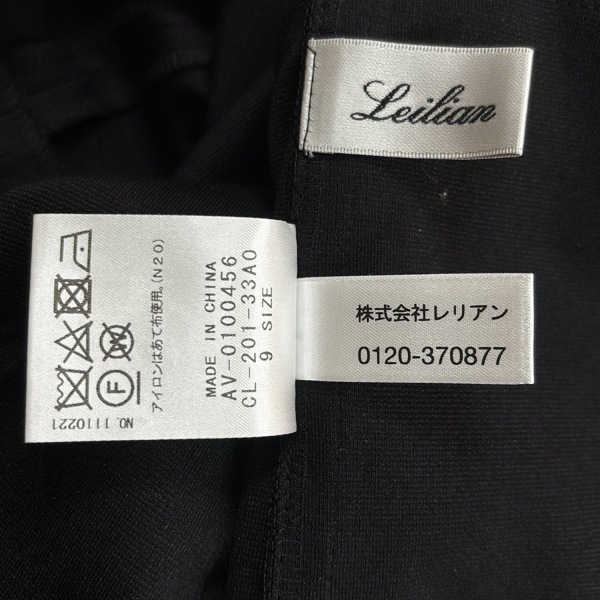 Leilian
株式会社レリアン
0120-370877
アイロンはあて布使用。(N20)
MADE IN CHINA
AV-0100456
CL-201-33A0
9 SIZE
NO. 1110221